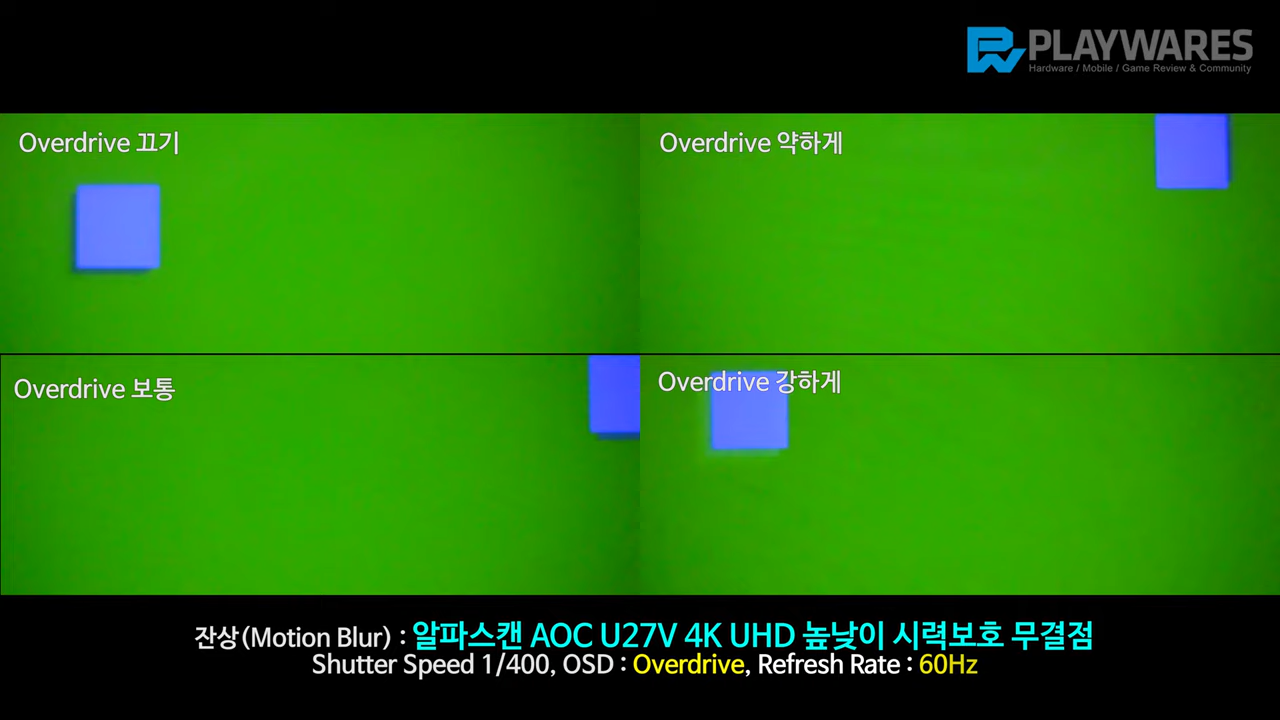 PLAYWARES
Hardware / Mobile / Game Review & Community
Overdrive 끄기
Overdrive 약하게
Overdrive 보통
Overdrive 강하게
잔상(Motion Blur) : 알파스캔 AOC U27V 4K UHD 높낮이 시력보호 무결점
Shutter Speed 1/400, OSD : Overdrive, Refresh Rate : 60Hz